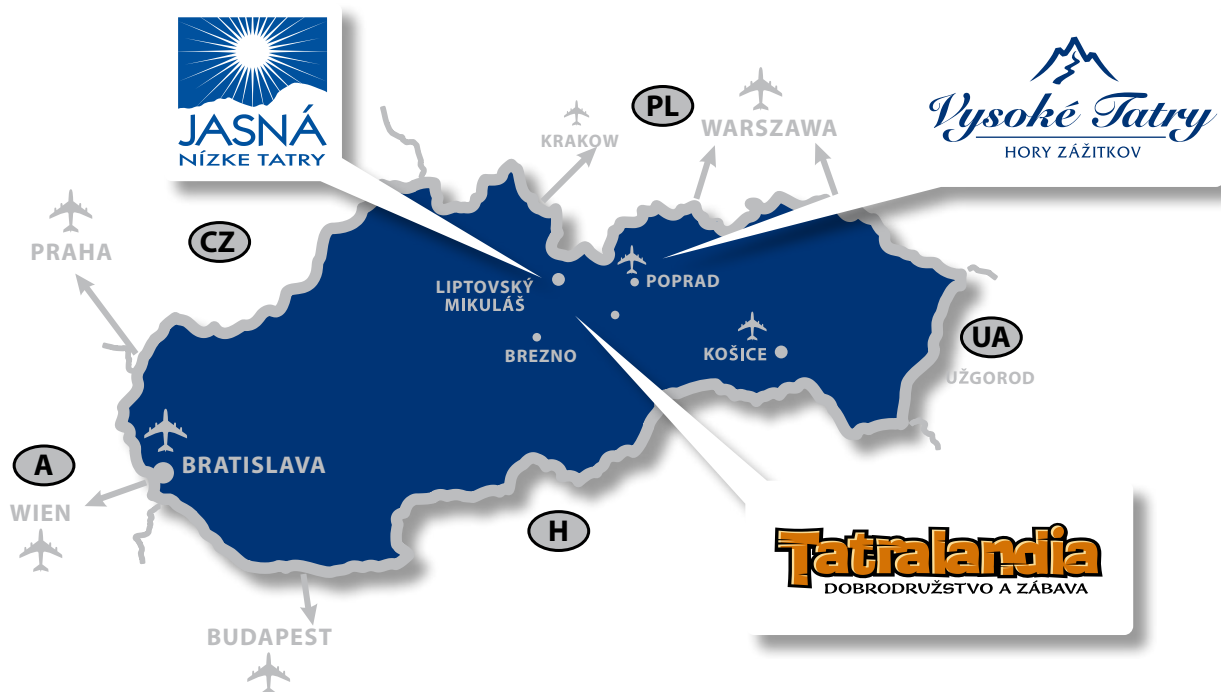 JASNÁ
NÍZKE TATRY
Vysoké Tatry
HORY ZÁŽITKOV
PL
WARSZAWA
KRAKOW
CZ
PRAHA
LIPTOVSKÝ
MIKULÁŠ
POPRAD
BREZNO
KOŠICE
UA
UŽGOROD
A
BRATISLAVA
WIEN
H
Tatralandia
DOBRODRUŽSTVO A ZÁBAVA
BUDAPEST